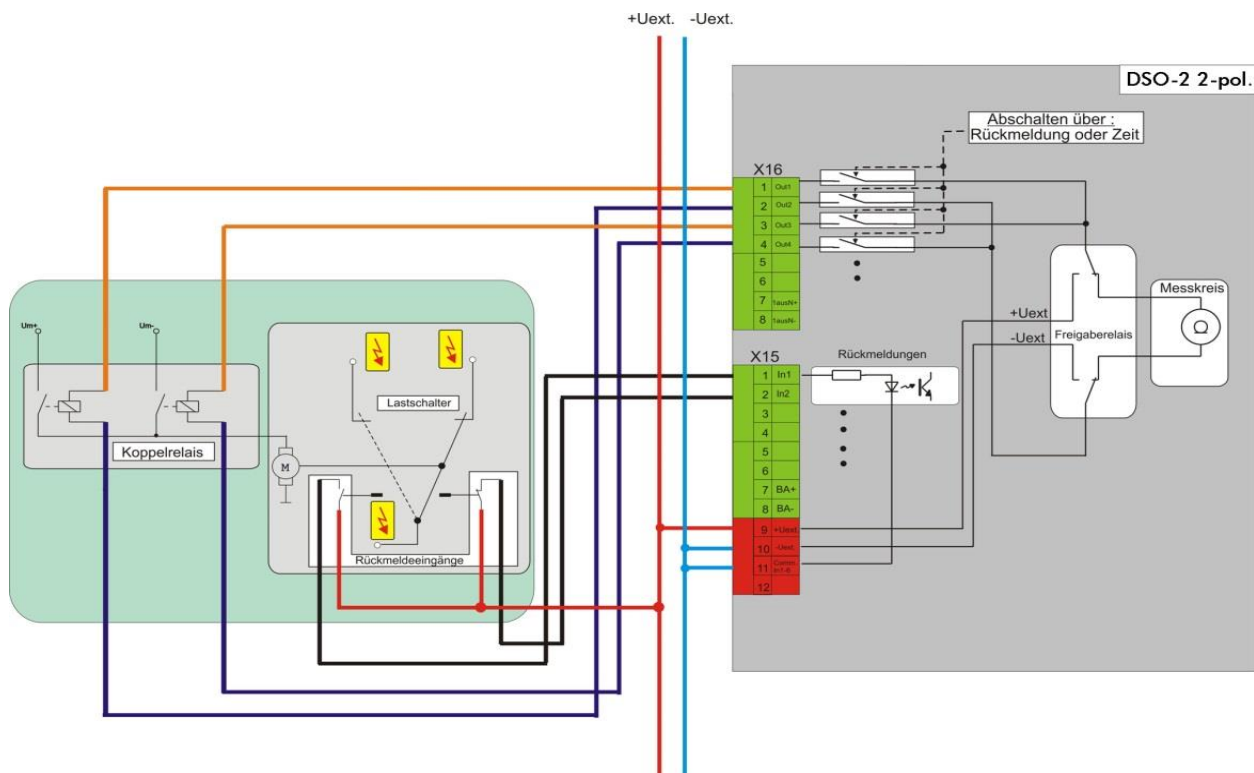 +Uext. -Uext.
DSO-2 2-pol.
Abschalten über :
Rückmeldung oder Zeit
X16
1 Out1
2 Out2
3 Out3
4 Out4
5
6
7 1ausN+
8 1ausN-
Messkreis
Ω
+Uext
-Uext
Freigaberelais
Um+
Um-
Koppelrelais
Lastschalter
M
Rückmeldeeingänge
X15
Rückmeldungen
1 In1
2 In2
3
4
5
6
7 BA+
8 BA-
9 +Uext.
10 -Uext.
11
12